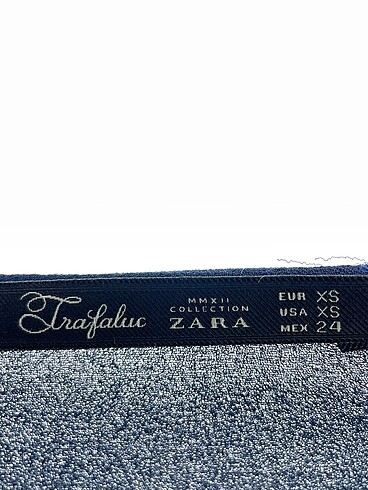 Trafaluc
MMXII
COLLECTION
ZARA
EUR XS
USA XS
MEX 24